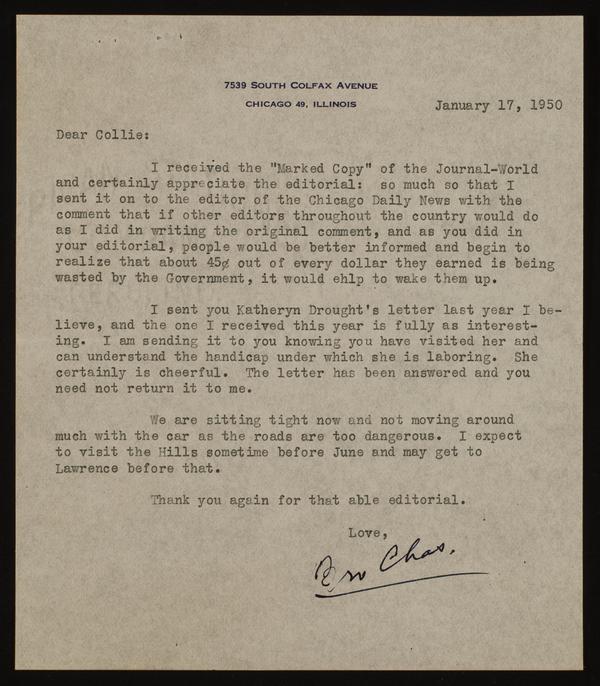 7539 South Colfax Avenue
Chicago 49, Illinois
January 17, 1950
Dear Collie:
I received the "Marked Copy" of the Journal-World
and certainly appreciate the editorial: so much so that I
sent it on to the editor of the Chicago Daily News with the
comment that if other editors throughout the country would do
as I did in writing the original comment, and as you did in
your editorial, people would be better informed and begin to
realize that about 45¢ out of every dollar they earned is being
wasted by the Government, it would ehlp to wake them up.
I sent you Katheryn Drought's letter last year I be-
lieve, and the one I received this year is fully as interest-
ing. I am sending it to you knowing you have visited her and
can understand the handicap under which she is laboring. She
certainly is cheerful. The letter has been answered and you
need not return it to me.
We are sitting tight now and not moving around
much with the car as the roads are too dangerous. I expect
to visit the Hills sometime before June and may get to
Lawrence before that.
Thank you again for that able editorial.
Love,
Bro Chas.